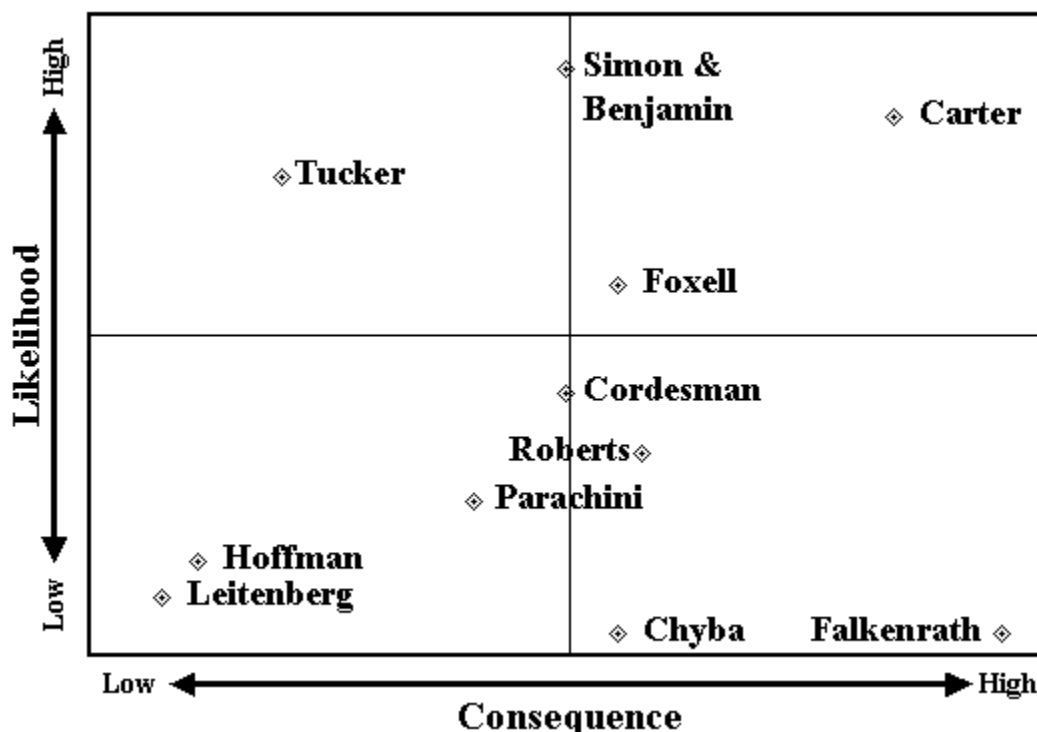 High
Simon &
Benjamin
Carter
Tucker
Likelihood
Foxell
Cordesman
Roberts
Parachini
Hoffman
Leitenberg
Low
Chyba
Falkenrath
Low
High
Consequence